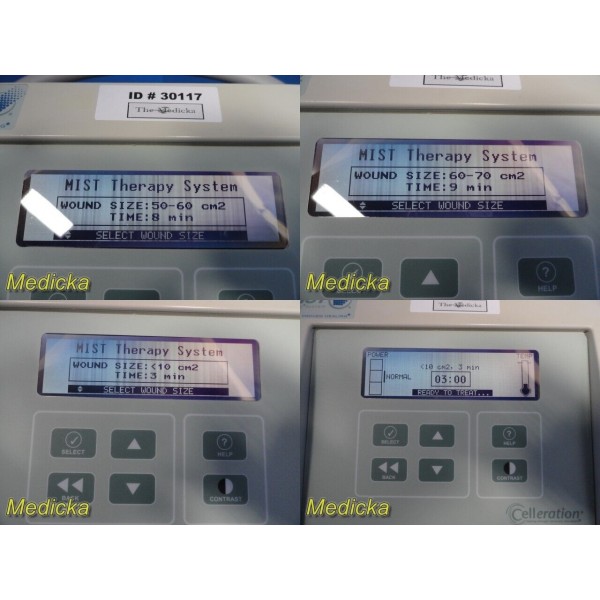 ID # 30117
The Medicka
MIST Therapy System
WOUND SIZE:50-60 cm2
TIME:8 min
SELECT WOUND SIZE
Medicka
The Medicka
MIST Therapy System
WOUND SIZE:60-70 cm2
TIME:9 min
SELECT WOUND SIZE
HELP
Medicka
MIST Therapy System
WOUND SIZE:<10 cm2
TIME:3 min
SELECT WOUND SIZE
SELECT
HELP
BACK
CONTRAST
Medicka
The Medicka
POWER
<10 cm2: 3 min
TEMP
NORMAL
03:00
READY TO TREAT...
SELECT
HELP
BACK
CONTRAST
Medicka
Celleration